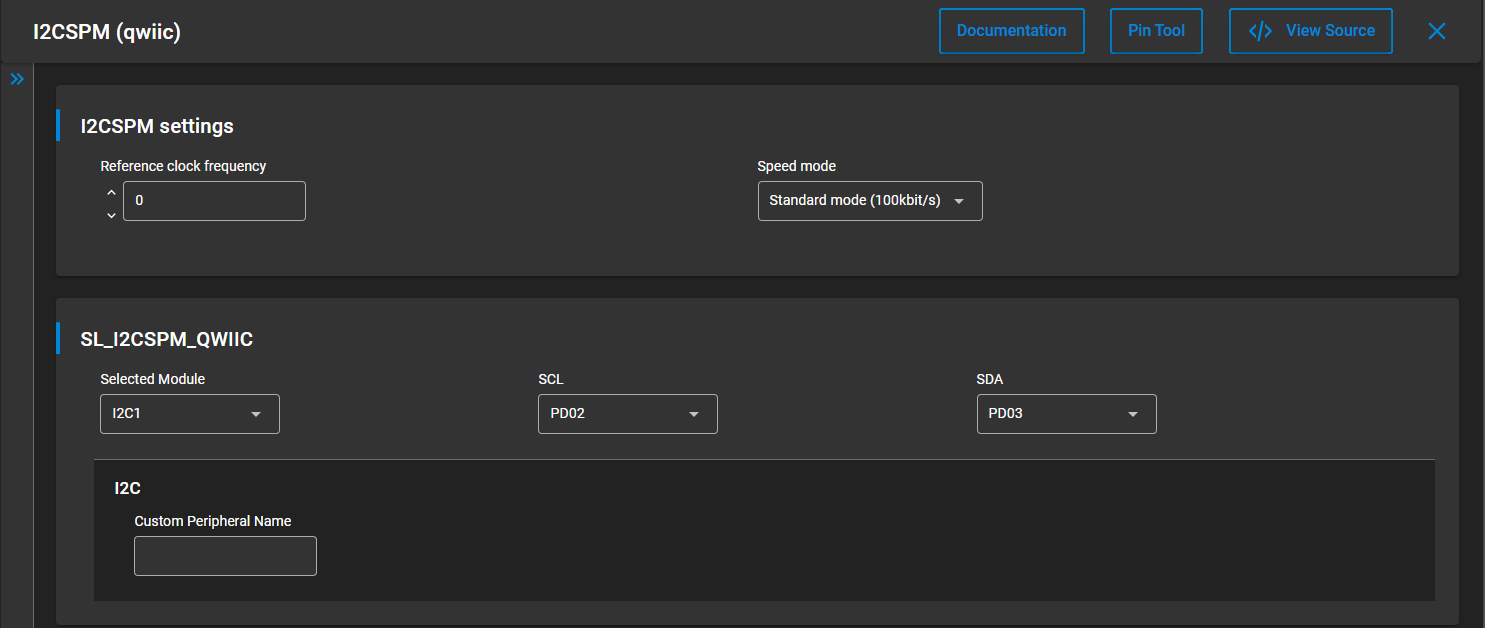 I2CSPM (qwiic)
Documentation
Pin Tool
</> View Source
I2CSPM settings
Reference clock frequency
0
Speed mode
Standard mode (100kbit/s)
SL_I2CSPM_QWIIC
Selected Module
I2C1
SCL
PD02
SDA
PD03
I2C
Custom Peripheral Name